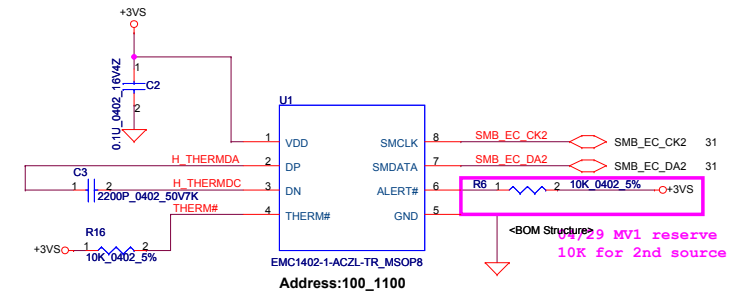 +3VS
1
C2
2
0.1U_0402_16V4Z
U1
1 VDD SMCLK 8 SMB_EC_CK2 SMB_EC_CK2 31
H_THERMDA 2 DP SMDATA 7 SMB_EC_DA2 SMB_EC_DA2 31
C3
1 2 H_THERMDC 3 DN ALERT# 6 R6 1 2 10K_0402_5% +3VS
2200P_0402_50V7K
THERM# 4 THERM# GND 5
R16
+3VS 1 2
10K_0402_5%
<BOM Structure>
04/29 MV1 reserve
10K for 2nd source
EMC1402-1-ACZL-TR_MSOP8
Address:100_1100